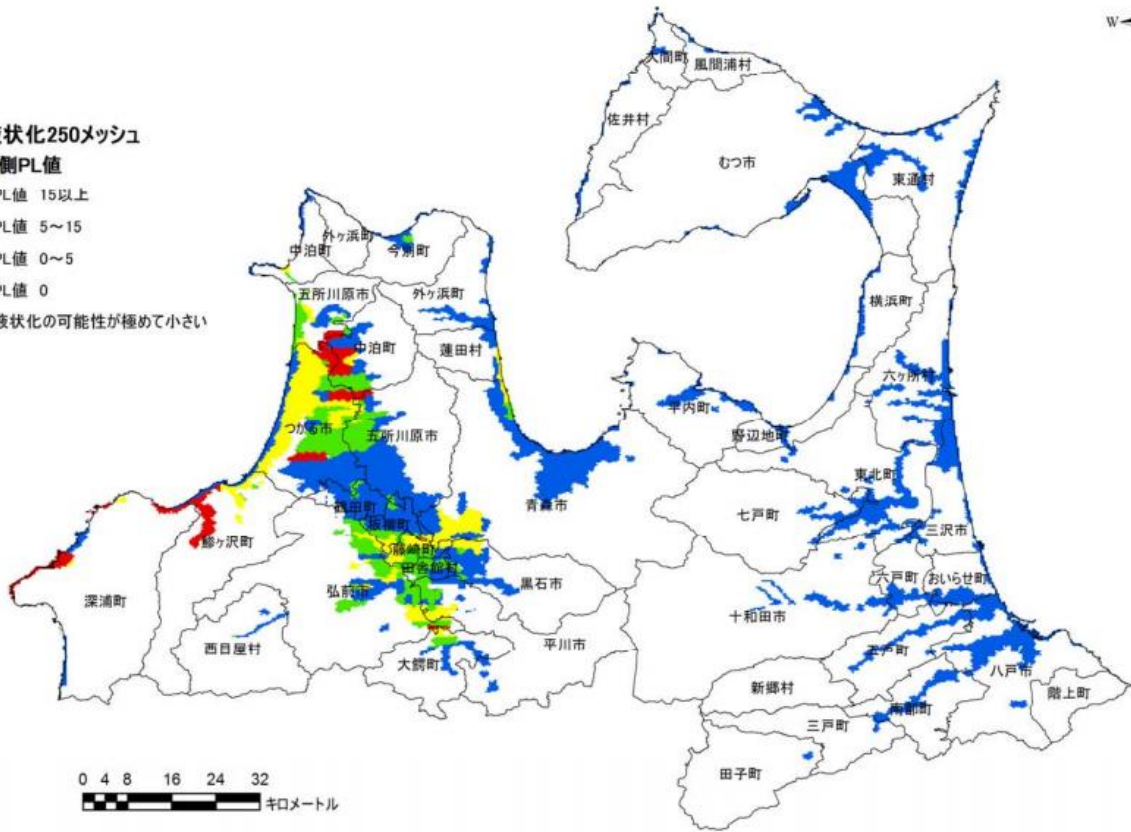 W
状化250メッシュ
側PL値
PL値 15以上
PL値 5～15
PL値 0～5
PL値 0
液状化の可能性が極めて小さい
大間町
風間浦村
佐井村
むつ市
東通村
外ヶ浜町
中泊町
今別町
五所川原市
外ヶ浜町
横浜町
中泊町
蓬田村
六ヶ所村
平内町
つがる市
五所川原市
野辺地町
東北町
青森市
鶴田町
七戸町
板柳町
三沢市
鰺ヶ沢町
藤崎町
田舎館村
六戸町
おいらせ町
黒石市
弘前市
深浦町
十和田市
西目屋村
平川市
五戸町
大鰐町
八戸市
新郷村
階上町
南部町
三戸町
田子町
0 4 8 16 24 32
キロメートル